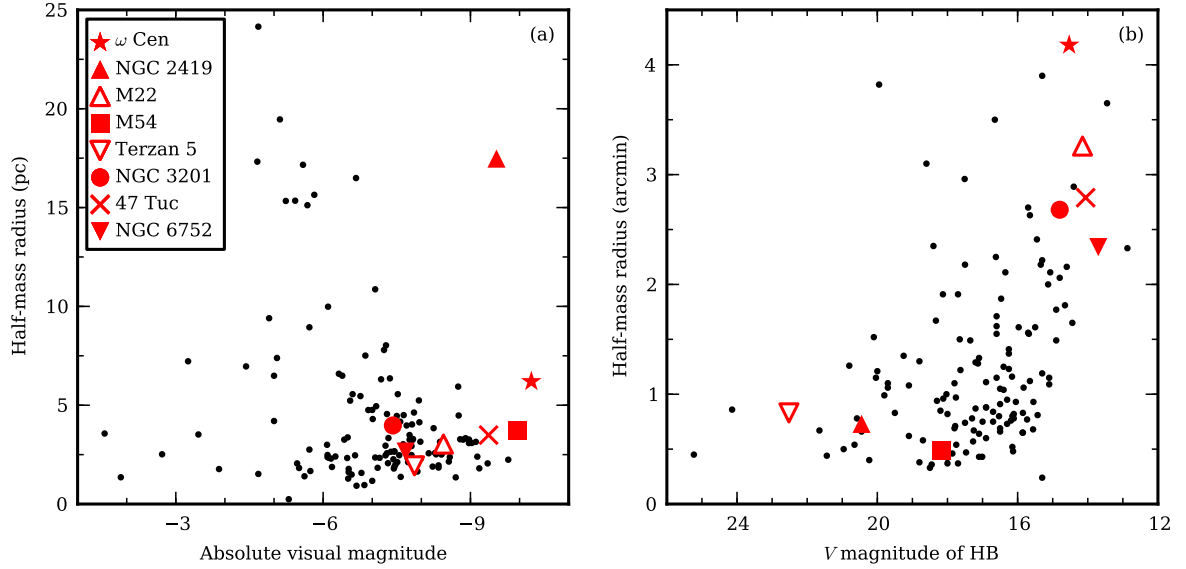 25
20
15
10
5
0
Half-mass radius (pc)
(a)
ω Cen
NGC 2419
M22
M54
Terzan 5
NGC 3201
47 Tuc
NGC 6752
−3
−6
−9
Absolute visual magnitude
4
3
2
1
0
Half-mass radius (arcmin)
(b)
24
20
16
12
V magnitude of HB